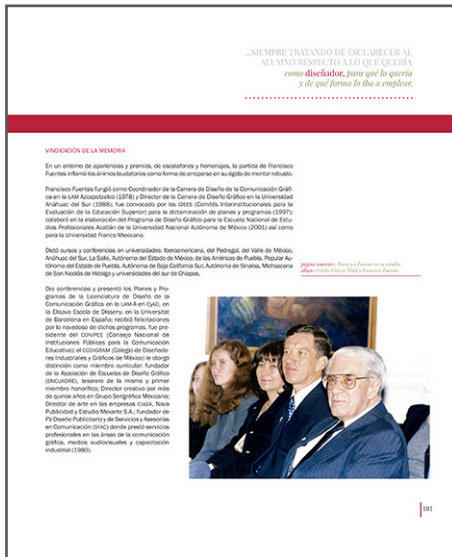 ...SIEMPRE TRATANDO DE ESCLARECER AL
ALUMNO RESPECTO A LO QUE QUERÍA
como diseñador, para qué lo quería
y de qué forma lo iba a emplear.
VINDICACIÓN DE LA MEMORIA
En un entorno de apariencias y premios, de escalafones y homenajes, la partida de Francisco
Fuentes inflamó los ánimos laudatorios como forma de arroparse en su égida de mentor robusto.
Francisco Fuentes fungió como Coordinador de la Carrera de Diseño de la Comunicación Gráfi-
ca en la UAM Azcapotzalco (1978) y Director de la Carrera de Diseño Gráfico en la Universidad
Anáhuac del Sur (1988); fue convocado por los CIEES (Comités Interinstitucionales para la
Evaluación de la Educación Superior) para la dictaminación de planes y programas (1997);
colaboró en la elaboración del Programa de Diseño Gráfico para la Escuela Nacional de Estu-
dios Profesionales Acatlán de la Universidad Nacional Autónoma de México (2001) así como
para la Universidad Franco Mexicana.
Dictó cursos y conferencias en universidades: Iberoamericana, del Pedregal, del Valle de México,
Anáhuac del Sur, La Salle, Autónoma del Estado de México, de las Américas de Puebla, Popular Au-
tónoma del Estado de Puebla, Autónoma de Baja California Sur, Autónoma de Sinaloa, Michoacana
de San Nicolás de Hidalgo y universidades del sur de Chiapas.
página anterior : Francisco Fuentes en su estudio.
abajo : Carlos García Malo y Francisco Fuentes.
Dio conferencias y presentó los Planes y Pro-
gramas de la Licenciatura de Diseño de la
Comunicación Gráfica en la UAM-A en CyAD, en
la Elisava Escola de Disseny, en la Universitat
de Barcelona en España; recibió felicitaciones
por lo novedoso de dichos programas, fue pre-
sidente del CONIPCE (Consejo Nacional de
Instituciones Públicas para la Comunicación
Educativa); el CODIGRAM (Colegio de Diseñado-
res Industriales y Gráficos de México) le otorgó
distinción como miembro curricular, fundador
de la Asociación de Escuelas de Diseño Gráfico
(ENCUADRE), tesorero de la misma y primer
miembro honorífico; Director creativo por más
de quince años en Grupo Serigráfica Mexicana;
Director de arte en las empresas CIASA, Nova
Publicidad y Estudio Mexarte S.A.; fundador de
FV Diseño Publicitario y de Servicios y Asesorías
en Comunicación (SYAC) donde prestó servicios
profesionales en las áreas de la comunicación
gráfica, medios audiovisuales y capacitación
industrial (1980).
101